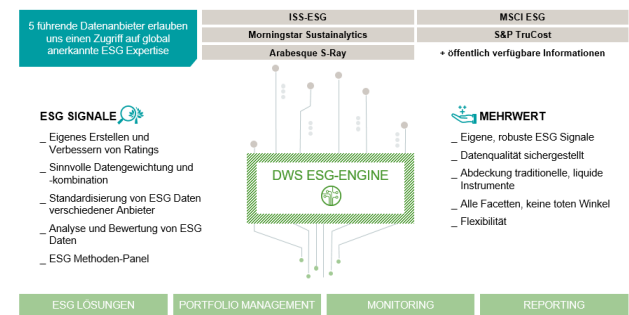 5 führende Datenanbieter erlauben
uns einen Zugriff auf global
anerkannte ESG Expertise
ISS-ESG
MSCI ESG
Morningstar Sustainalytics
S&P TruCost
Arabesque S-Ray
+ öffentlich verfügbare Informationen
ESG SIGNALE
_ Eigenes Erstellen und
Verbessern von Ratings
_ Sinnvolle Datengewichtung und
-kombination
_ Standardisierung von ESG Daten
verschiedener Anbieter
_ Analyse und Bewertung von ESG
Daten
_ ESG Methoden-Panel
DWS ESG-ENGINE
MEHRWERT
_ Eigene, robuste ESG Signale
_ Datenqualität sichergestellt
_ Abdeckung traditionelle, liquide
Instrumente
_ Alle Facetten, keine toten Winkel
_ Flexibilität
ESG LÖSUNGEN
PORTFOLIO MANAGEMENT
MONITORING
REPORTING